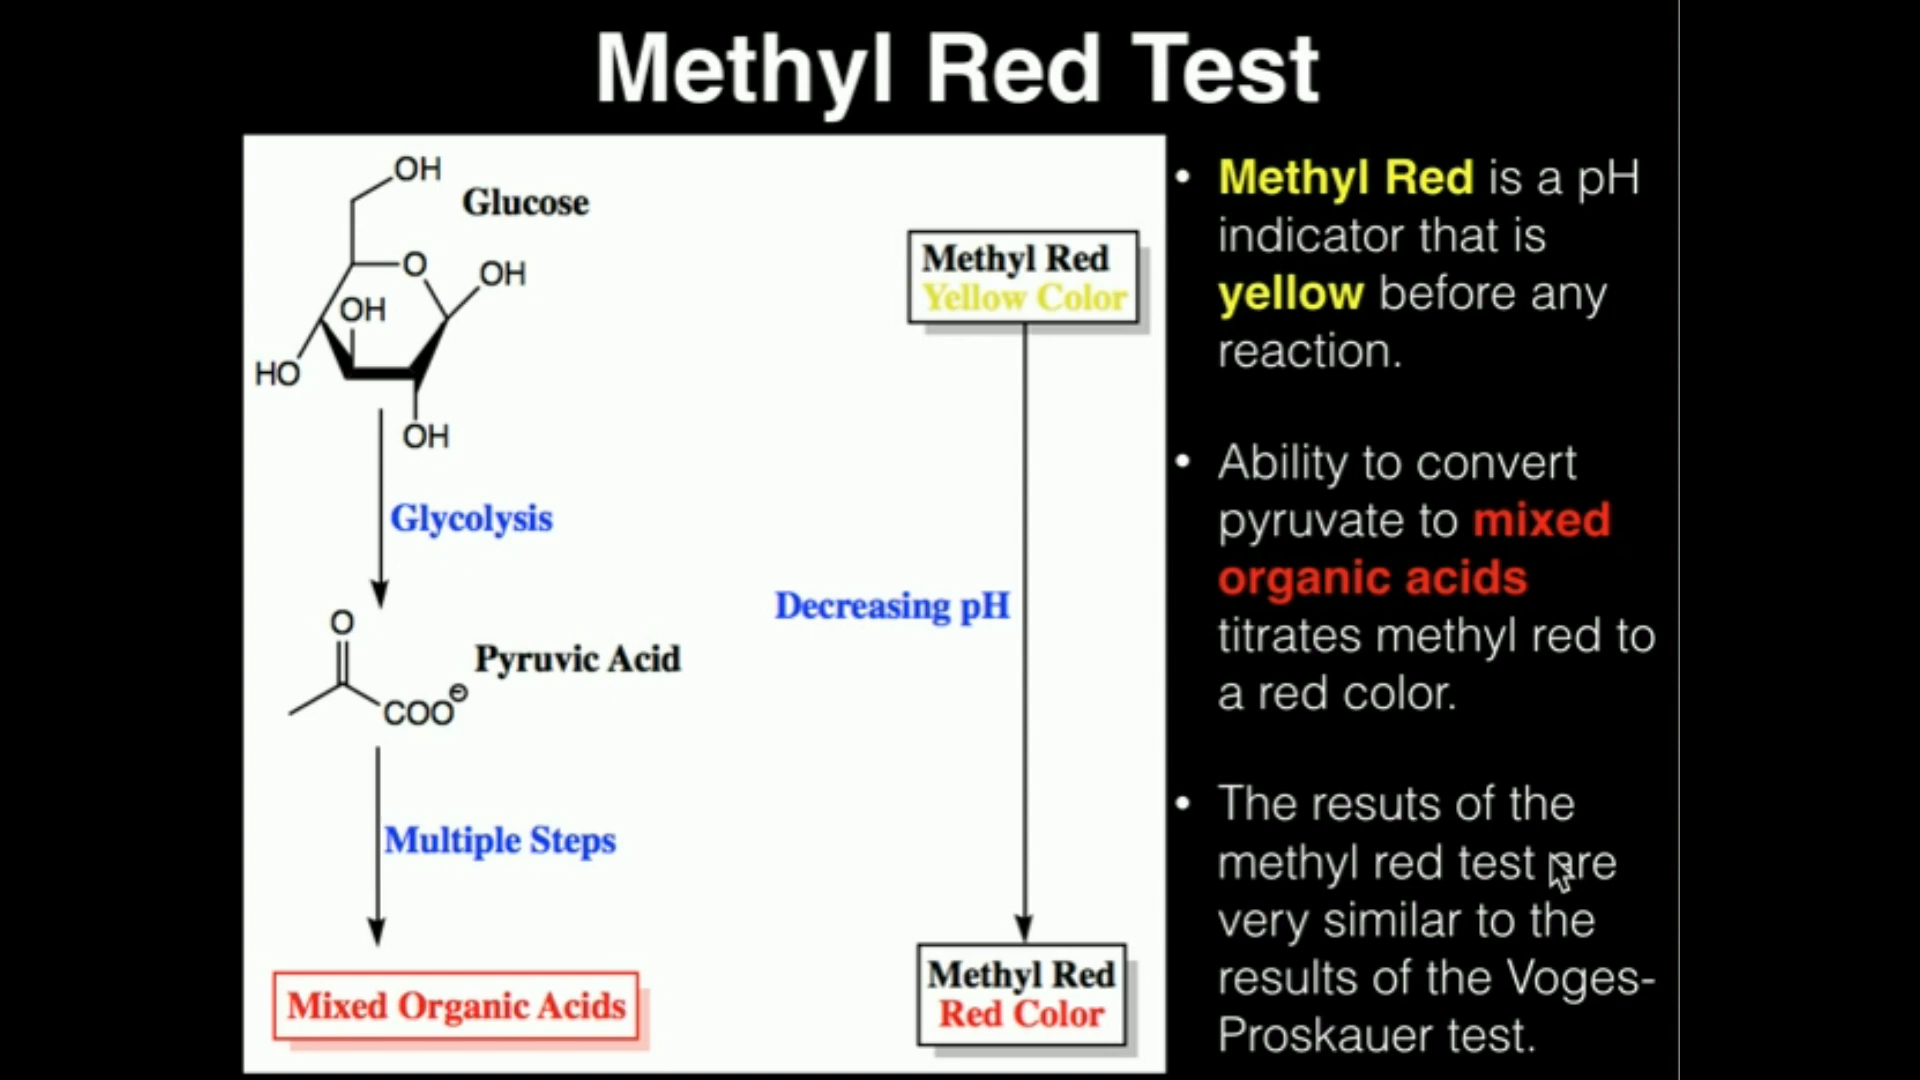 Methyl Red Test
OH
Glucose
O
OH
OH
HO
OH
Glycolysis
O
Pyruvic Acid
COO⊖
Multiple Steps
Mixed Organic Acids
Methyl Red
Yellow Color
Decreasing pH
Methyl Red
Red Color
• Methyl Red is a pH
indicator that is
yellow before any
reaction.
• Ability to convert
pyruvate to mixed
organic acids
titrates methyl red to
a red color.
• The resuts of the
methyl red test are
very similar to the
results of the Voges-
Proskauer test.